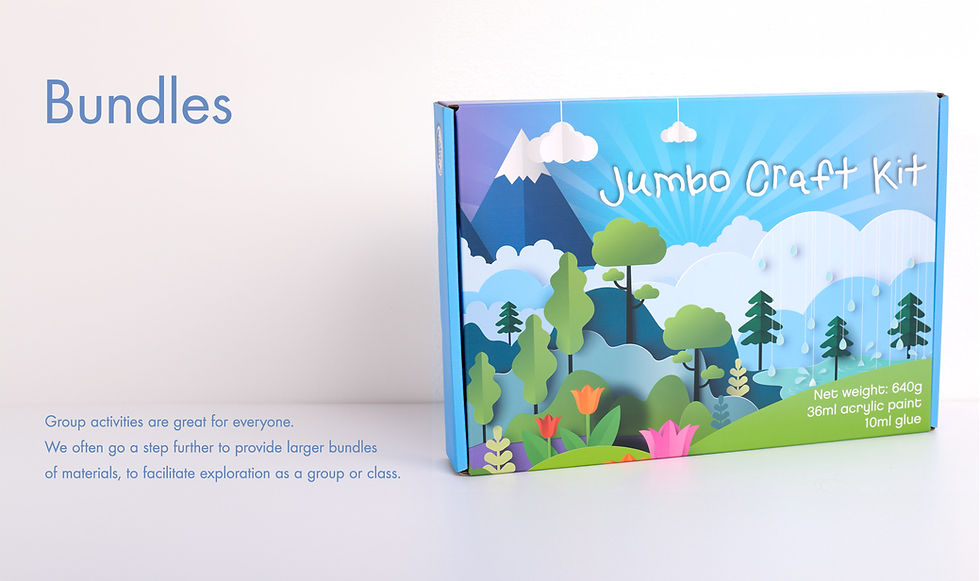 Bundles
Jumbo Craft Kit
Net weight: 640g
36ml acrylic paint
10ml glue
Group activities are great for everyone.
We often go a step further to provide larger bundles
of materials, to facilitate exploration as a group or class.